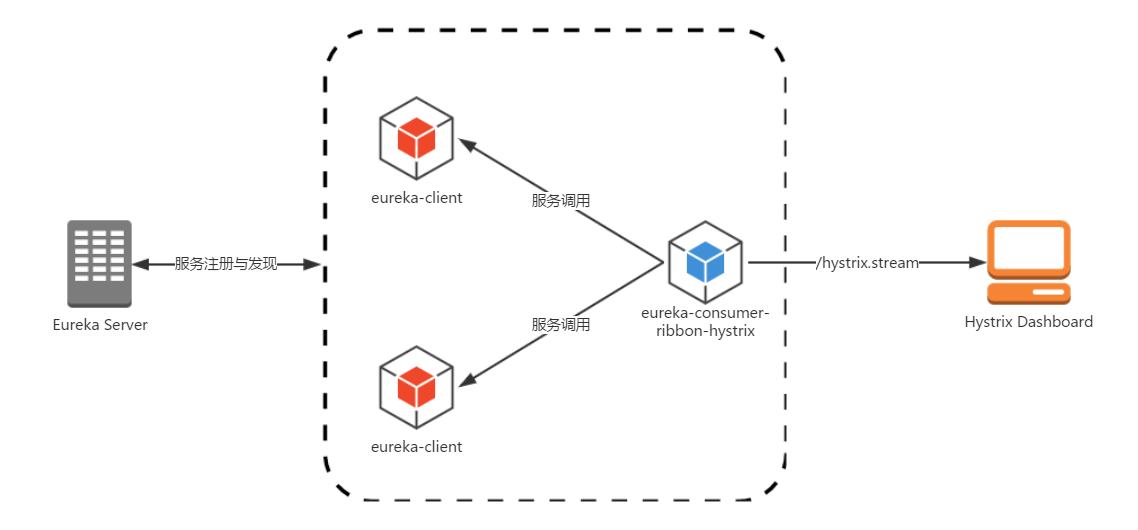 eureka-client
服务调用
服务注册与发现
/hystrix.stream
Eureka Server
eureka-consumer-
ribbon-hystrix
Hystrix Dashboard
服务调用
eureka-client